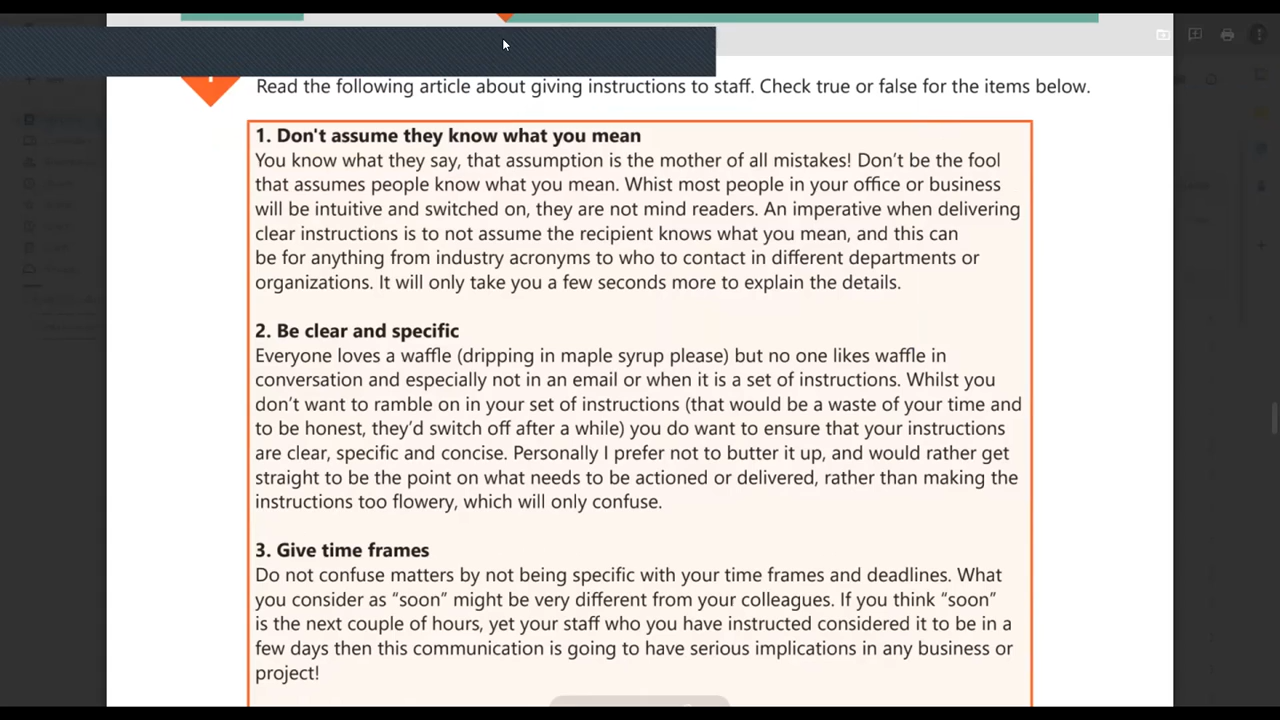 Read the following article about giving instructions to staff. Check true or false for the items below.
1. Don't assume they know what you mean
You know what they say, that assumption is the mother of all mistakes! Don't be the fool
that assumes people know what you mean. Whist most people in your office or business
will be intuitive and switched on, they are not mind readers. An imperative when delivering
clear instructions is to not assume the recipient knows what you mean, and this can
be for anything from industry acronyms to who to contact in different departments or
organizations. It will only take you a few seconds more to explain the details.
2. Be clear and specific
Everyone loves a waffle (dripping in maple syrup please) but no one likes waffle in
conversation and especially not in an email or when it is a set of instructions. Whilst you
don't want to ramble on in your set of instructions (that would be a waste of your time and
to be honest, they'd switch off after a while) you do want to ensure that your instructions
are clear, specific and concise. Personally I prefer not to butter it up, and would rather get
straight to be the point on what needs to be actioned or delivered, rather than making the
instructions too flowery, which will only confuse.
3. Give time frames
Do not confuse matters by not being specific with your time frames and deadlines. What
you consider as “soon” might be very different from your colleagues. If you think “soon”
is the next couple of hours, yet your staff who you have instructed considered it to be in a
few days then this communication is going to have serious implications in any business or
project!